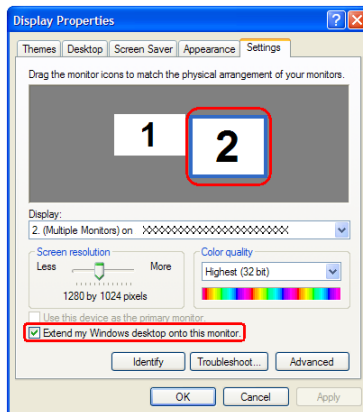 Display Properties
Themes Desktop Screen Saver Appearance Settings
Drag the monitor icons to match the physical arrangement of your monitors.
1
2
Display:
2. (Multiple Monitors) on XXXXXXXXXXXXXXXXXXXXXXXX
Screen resolution
Less More
1280 by 1024 pixels
Color quality
Highest (32 bit)
Use this device as the primary monitor.
Extend my Windows desktop onto this monitor.
Identify Troubleshoot... Advanced
OK Cancel Apply